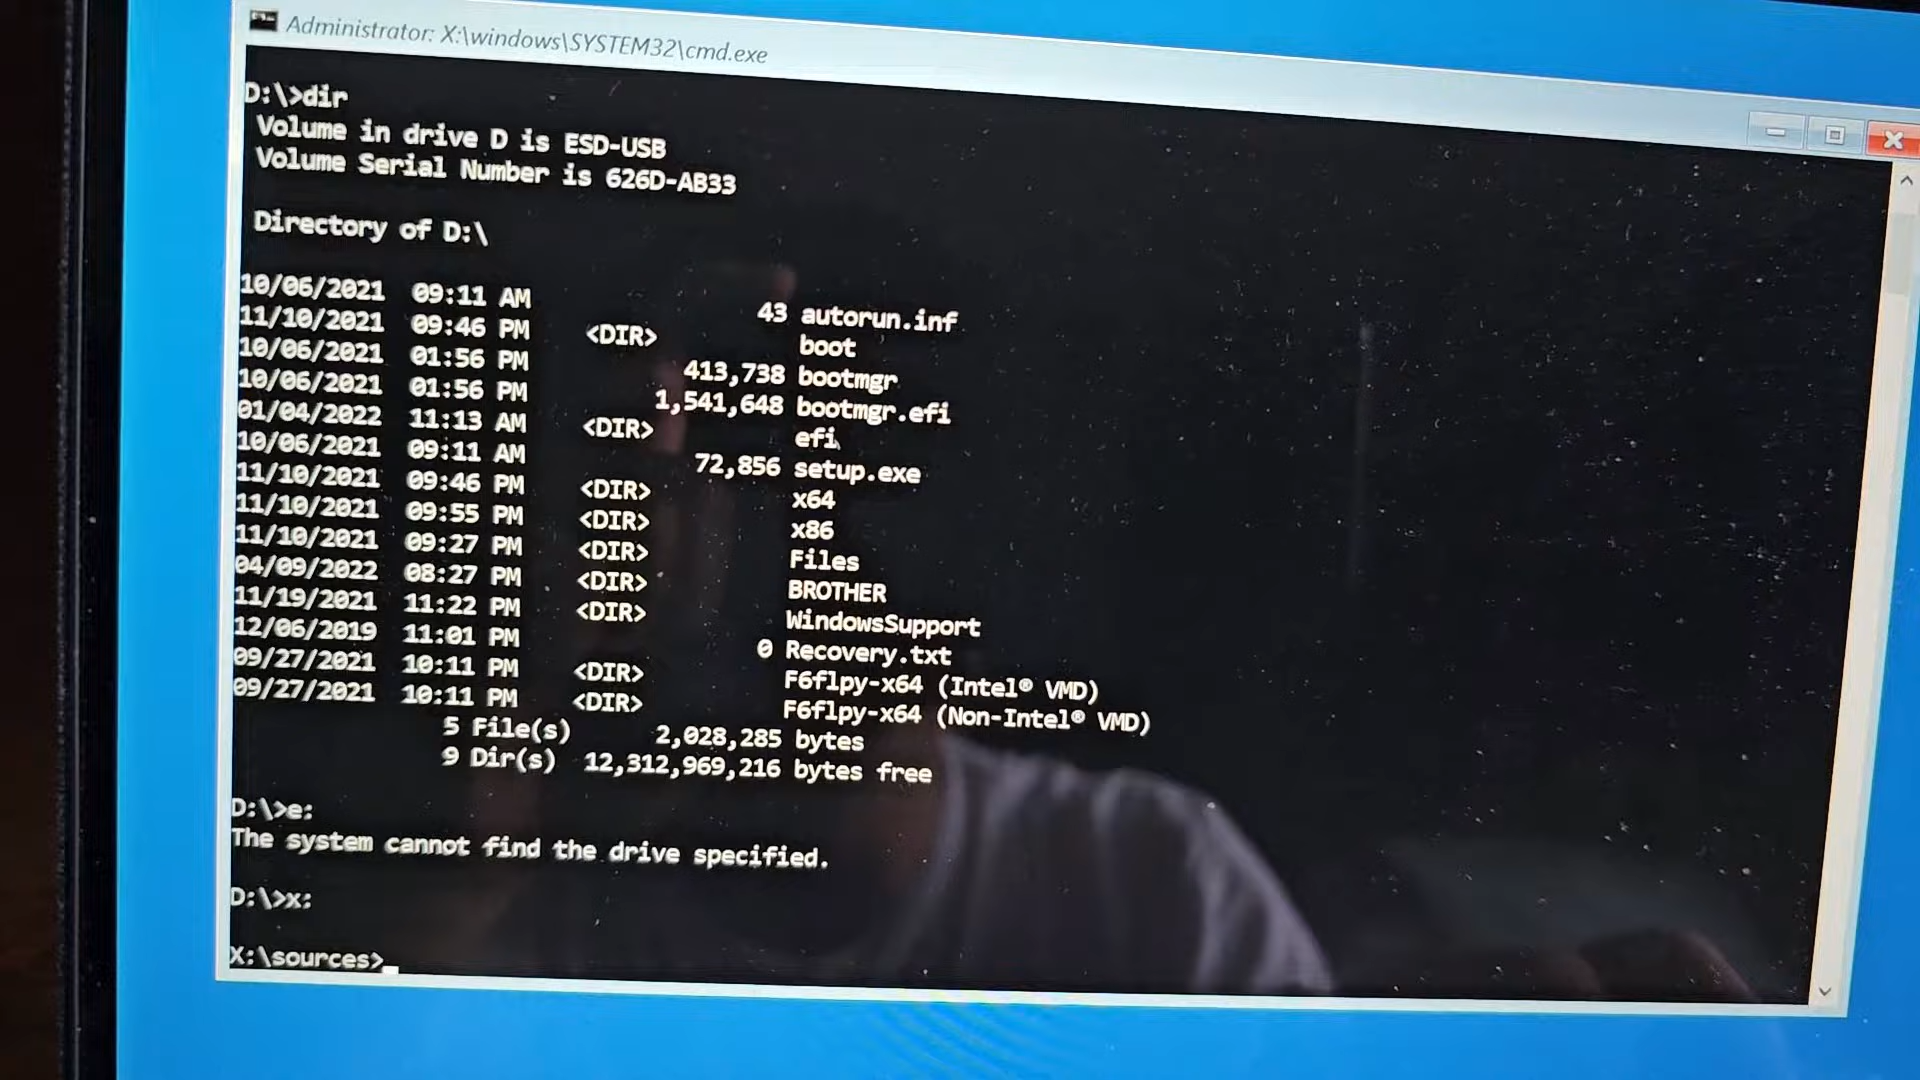 Administrator: X:\windows\SYSTEM32\cmd.exe
D:\>dir
Volume in drive D is ESD-USB
Volume Serial Number is 626D-AB33
Directory of D:\
10/06/2021 09:11 AM 43 autorun.inf
11/10/2021 09:46 PM <DIR> boot
10/06/2021 01:56 PM 413,738 bootmgr
10/06/2021 01:56 PM 1,541,648 bootmgr.efi
01/04/2022 11:13 AM <DIR> efi
10/06/2021 09:11 AM 72,856 setup.exe
11/10/2021 09:46 PM <DIR> x64
11/10/2021 09:55 PM <DIR> x86
11/10/2021 09:27 PM <DIR> Files
04/09/2022 08:27 PM <DIR> BROTHER
11/19/2021 11:22 PM <DIR> WindowsSupport
12/06/2019 11:01 PM 0 Recovery.txt
09/27/2021 10:11 PM <DIR> F6flpy-x64 (Intel® VMD)
09/27/2021 10:11 PM <DIR> F6flpy-x64 (Non-Intel® VMD)
5 File(s) 2,028,285 bytes
9 Dir(s) 12,312,969,216 bytes free
D:\>e:
The system cannot find the drive specified.
D:\>x:
X:\sources>